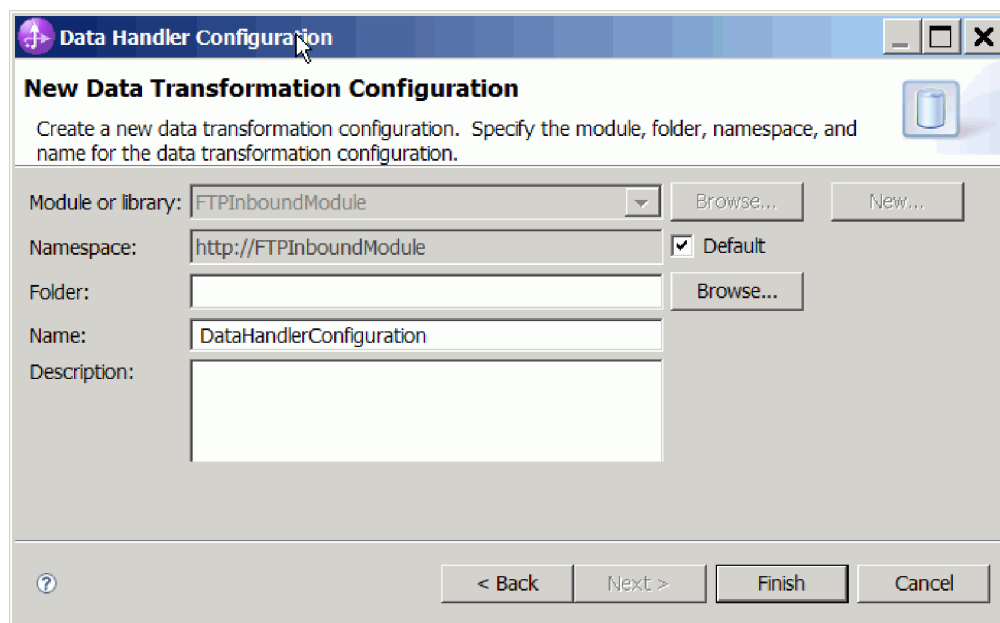 Data Handler Configuration
New Data Transformation Configuration
Create a new data transformation configuration. Specify the module, folder, namespace, and
name for the data transformation configuration.
Module or library: FTPInboundModule Browse... New...
Namespace: http://FTPInboundModule Default
Folder: Browse...
Name: DataHandlerConfiguration
Description:
? < Back Next > Finish Cancel